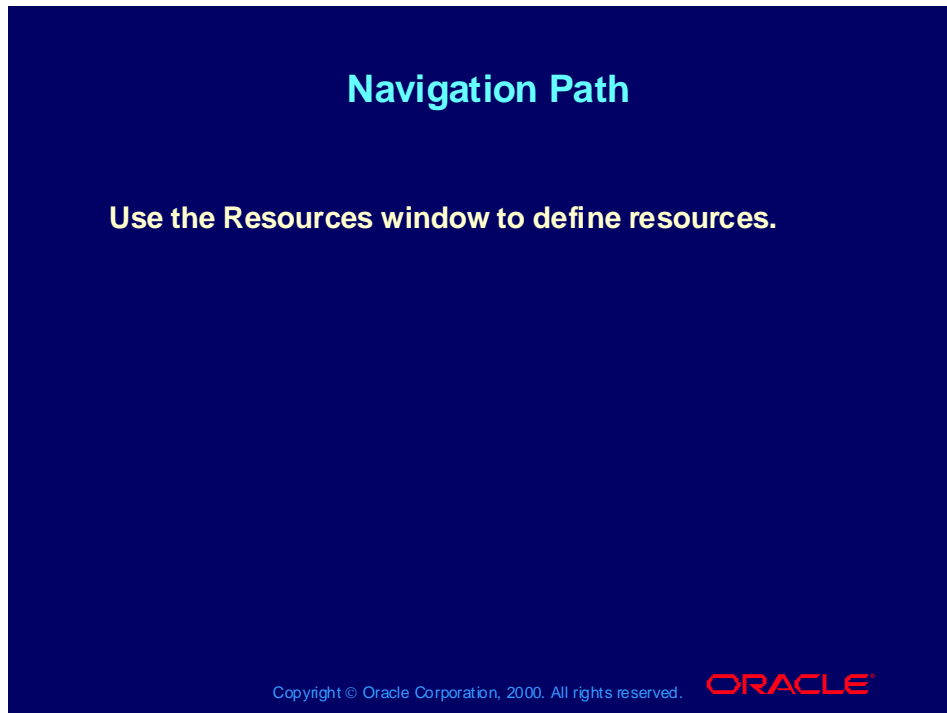 Navigation Path
Use the Resources window to define resources.
Copyright © Oracle Corporation, 2000. All rights reserved.
ORACLE®